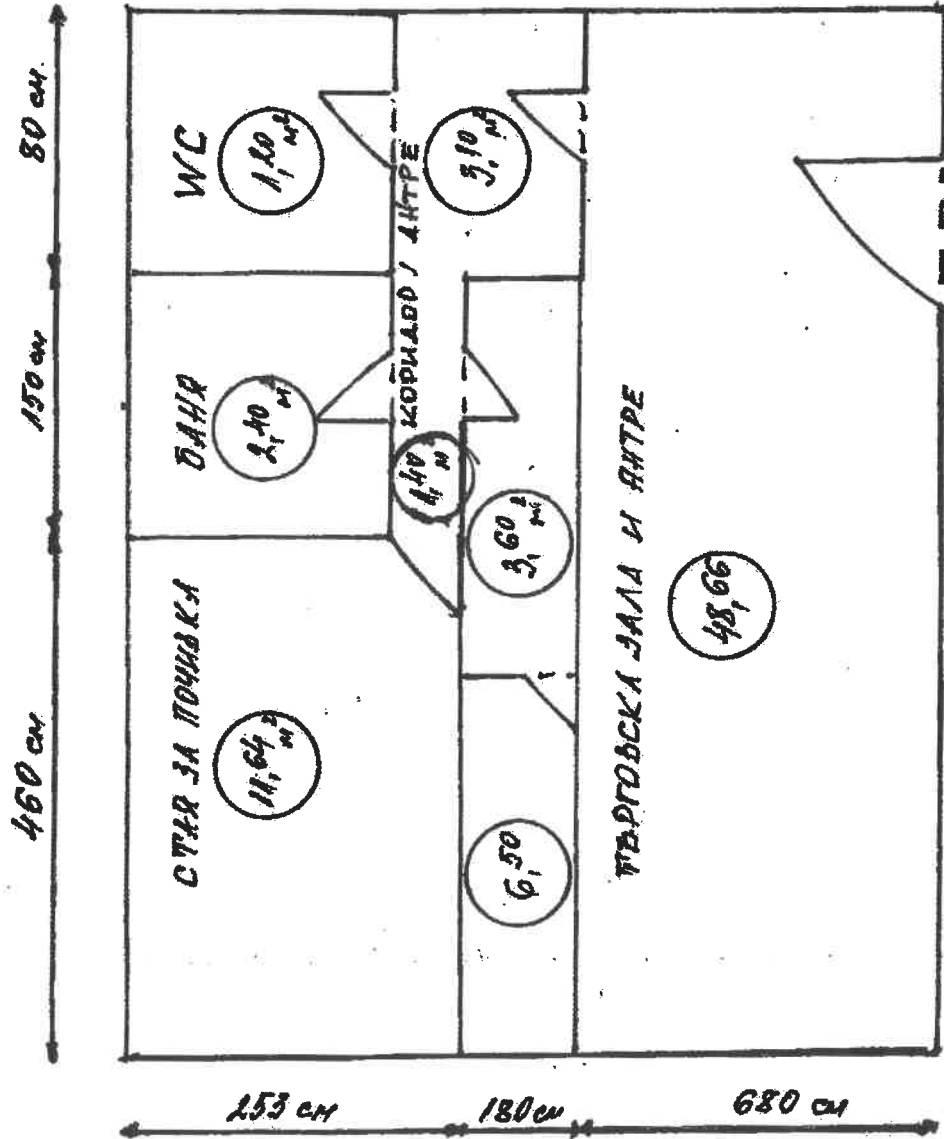 460 см.
150 см
80 см.
СТАЯ ЗА ПОЧИВКА
11,64 м2
БАНЯ
2,40 м
WC
1,20 м2
КОРИДОР / АНТРЕ
1,40 м2
3,10 м2
3,60 м2
6,50
ТЪРГОВСКА ЗАЛА И АНТРЕ
48,66
253 см
180 см
680 см